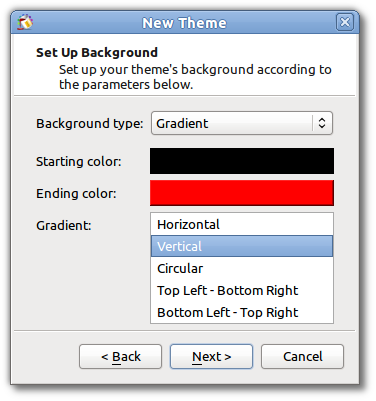 New Theme
Set Up Background
Set up your theme's background according to
the parameters below.
Background type: Gradient
Starting color:
Ending color:
Gradient:
Horizontal
Vertical
Circular
Top Left - Bottom Right
Bottom Left - Top Right
< Back Next > Cancel